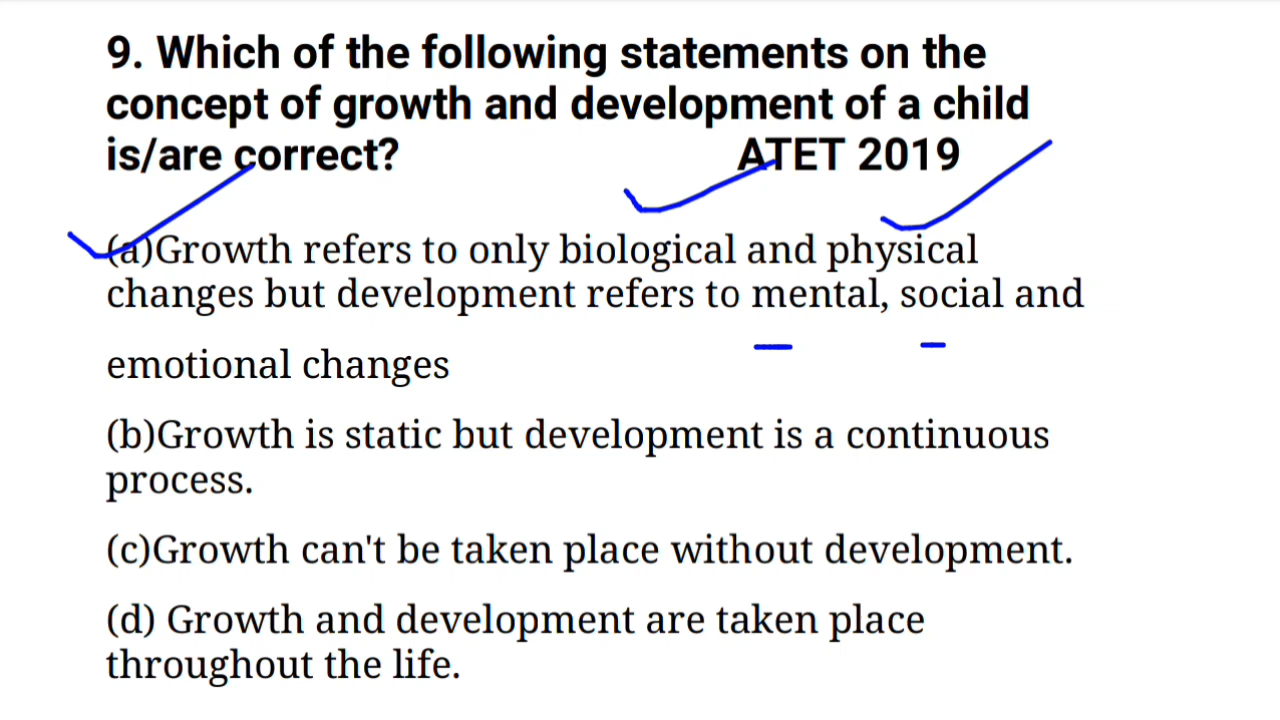 9. Which of the following statements on the
concept of growth and development of a child
is/are correct? ATET 2019
(a)Growth refers to only biological and physical
changes but development refers to mental, social and
emotional changes
(b)Growth is static but development is a continuous
process.
(c)Growth can't be taken place without development.
(d) Growth and development are taken place
throughout the life.